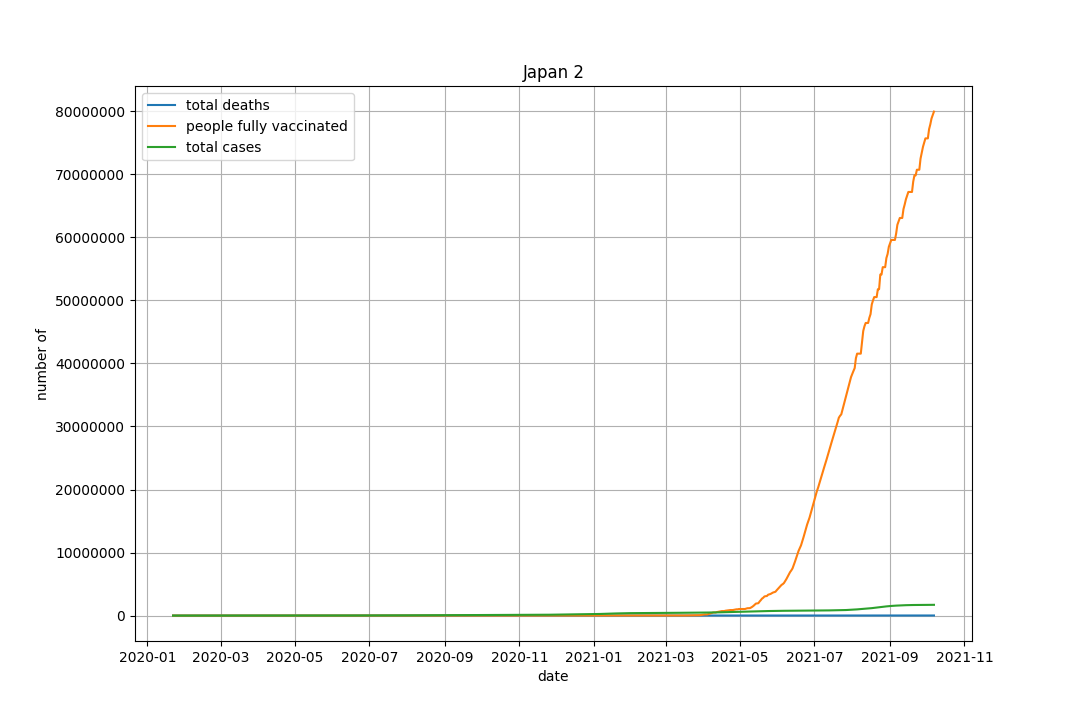 Japan 2
total deaths
people fully vaccinated
total cases
80000000
70000000
60000000
50000000
40000000
30000000
20000000
10000000
0
number of
2020-01 2020-03 2020-05 2020-07 2020-09 2020-11 2021-01 2021-03 2021-05 2021-07 2021-09 2021-11
date